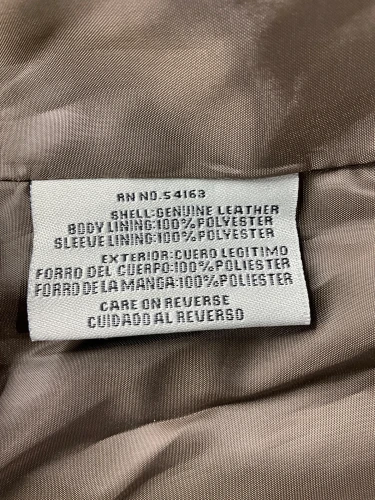 RN NO. 54163
SHELL:GENUINE LEATHER
BODY LINING:100%POLYESTER
SLEEVE LINING:100%POLYESTER
EXTERIOR:CUERO LEGITIMO
FORRO DEL CUERPO:100%POLIESTER
FORRO DE LA MANGA:100%POLIESTER
CARE ON REVERSE
CUIDADO AL REVERSO